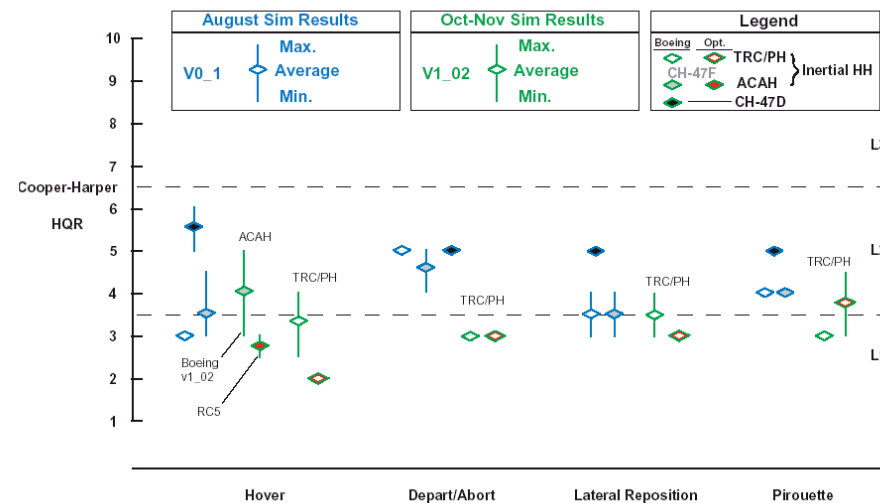 August Sim Results
Max.
V0_1 Average
Min.
Oct-Nov Sim Results
Max.
V1_02 Average
Min.
Legend
Boeing Opt.
TRC/PH
CH-47F
Inertial HH
ACAH
CH-47D
10
9
8
7
Cooper-Harper
6
HQR
5
4
3
2
1
ACAH
TRC/PH
Boeing
v1_02
RC5
TRC/PH
TRC/PH
TRC/PH
Hover Depart/Abort Lateral Reposition Pirouette